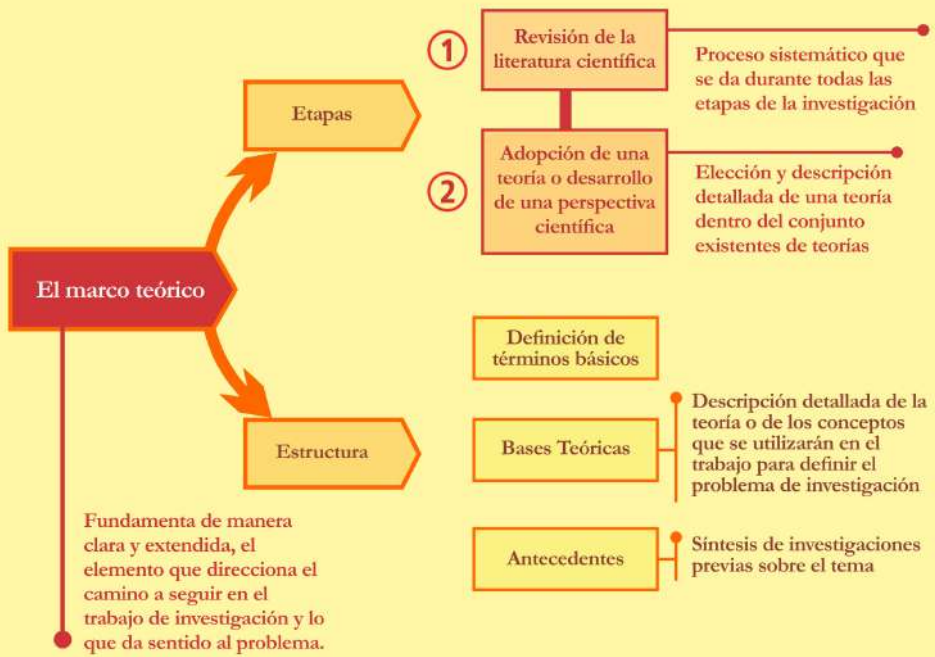 El marco teórico
Fundamenta de manera
clara y extendida, el
elemento que direcciona el
camino a seguir en el
trabajo de investigación y lo
que da sentido al problema.
Etapas
1
Revisión de la
literatura científica
Proceso sistemático que
se da durante todas las
etapas de la investigación
2
Adopción de una
teoría o desarrollo
de una perspectiva
científica
Elección y descripción
detallada de una teoría
dentro del conjunto
existentes de teorías
Estructura
Definición de
términos básicos
Bases Teóricas
Descripción detallada de la
teoría o de los conceptos
que se utilizarán en el
trabajo para definir el
problema de investigación
Antecedentes
Síntesis de investigaciones
previas sobre el tema